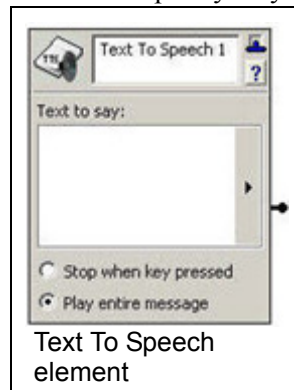 TTS
Text To Speech 1
?
Text to say:
Stop when key pressed
Play entire message
Text To Speech
element